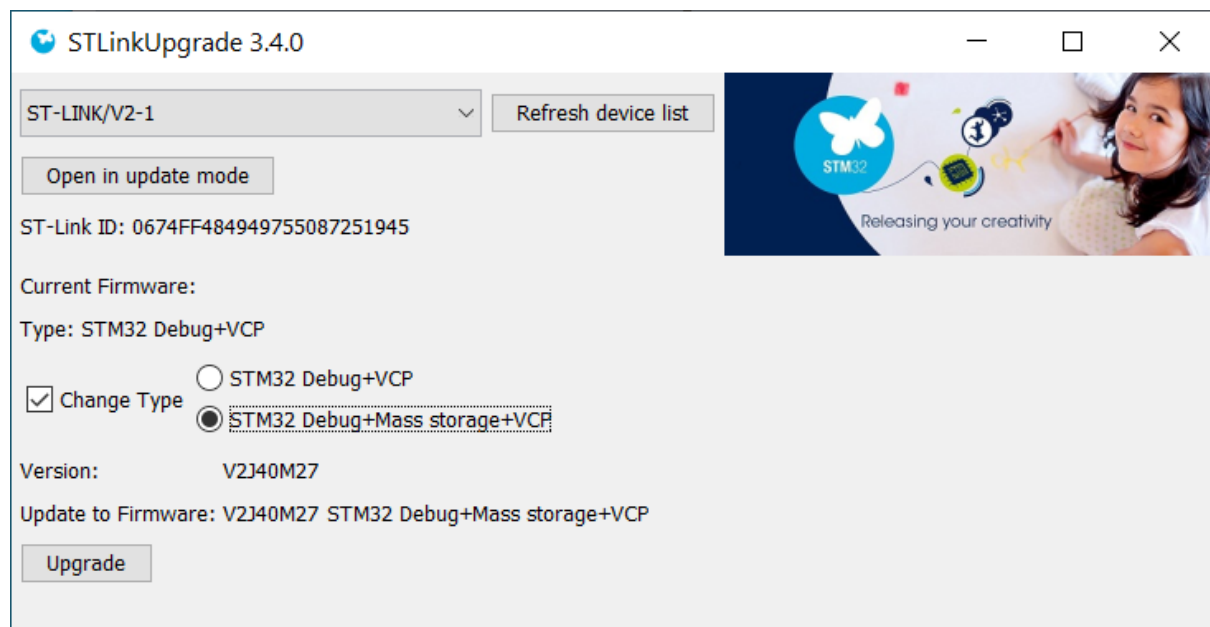 STLinkUpgrade 3.4.0
ST-LINK/V2-1
Refresh device list
Open in update mode
ST-Link ID: 0674FF484949755087251945
Current Firmware:
Type: STM32 Debug+VCP
Change Type
STM32 Debug+VCP
STM32 Debug+Mass storage+VCP
Version: V2J40M27
Update to Firmware: V2J40M27 STM32 Debug+Mass storage+VCP
Upgrade
STM32
Releasing your creativity